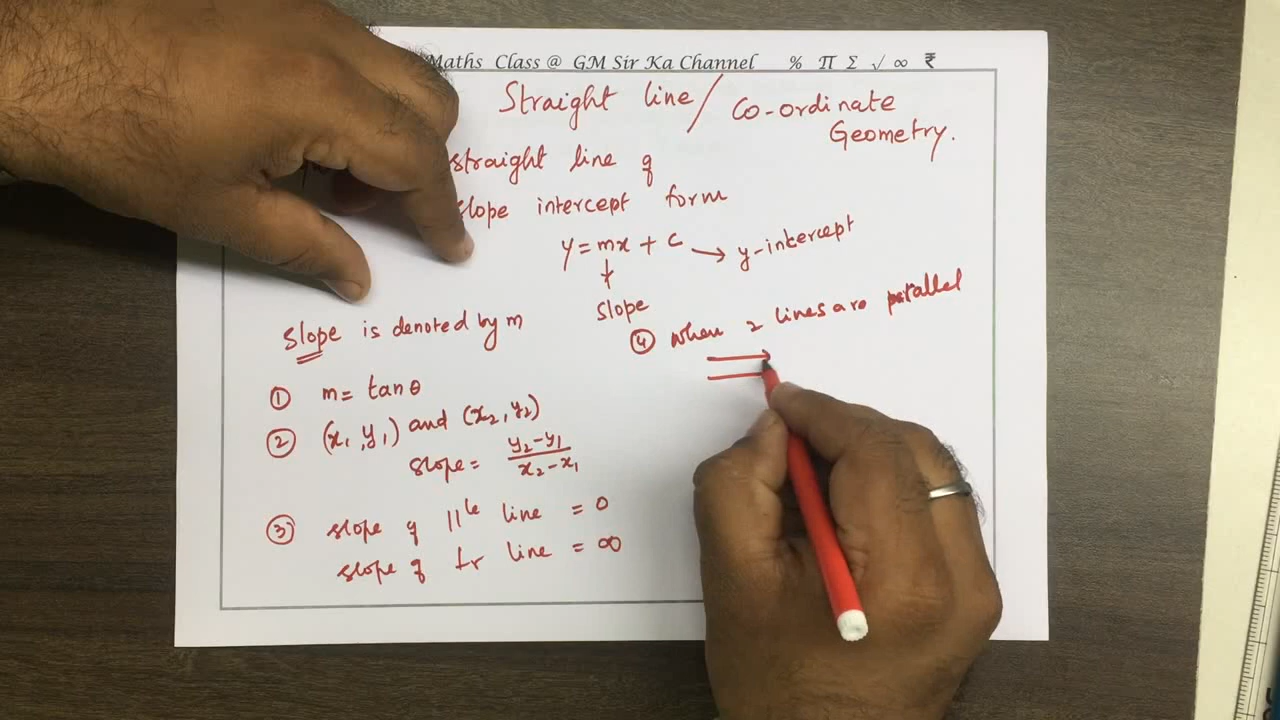 Maths Class @ GM Sir Ka Channel % Π Σ √ ∞ ₹
Straight line / Co-ordinate
Geometry.
straight line of
slope intercept form
y = mx + c → y-intercept
slope
slope is denoted by m
① m = tanθ
② (x₁, y₁) and (x₂, y₂)
slope = y₂-y₁ / x₂-x₁
③ slope of ||le line = 0
slope of ⊥r line = ∞
④ when 2 lines are parallel